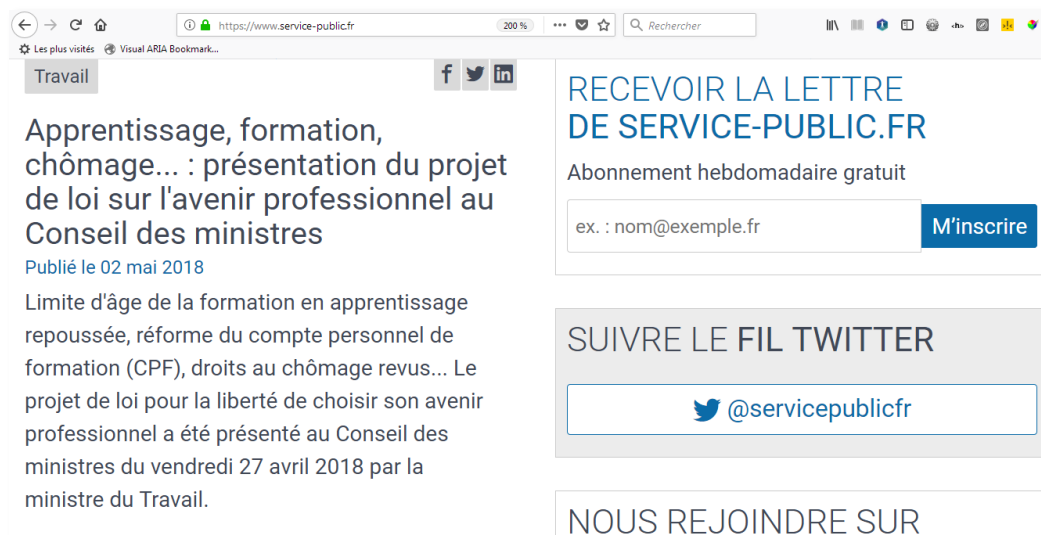 https://www.service-public.fr
200 %
Rechercher
Les plus visités
Visual ARIA Bookmark...
Travail
Apprentissage, formation,
chômage... : présentation du projet
de loi sur l'avenir professionnel au
Conseil des ministres
Publié le 02 mai 2018
Limite d'âge de la formation en apprentissage
repoussée, réforme du compte personnel de
formation (CPF), droits au chômage revus... Le
projet de loi pour la liberté de choisir son avenir
professionnel a été présenté au Conseil des
ministres du vendredi 27 avril 2018 par la
ministre du Travail.
RECEVOIR LA LETTRE
DE SERVICE-PUBLIC.FR
Abonnement hebdomadaire gratuit
ex. : nom@exemple.fr
M'inscrire
SUIVRE LE FIL TWITTER
@servicepublicfr
NOUS REJOINDRE SUR